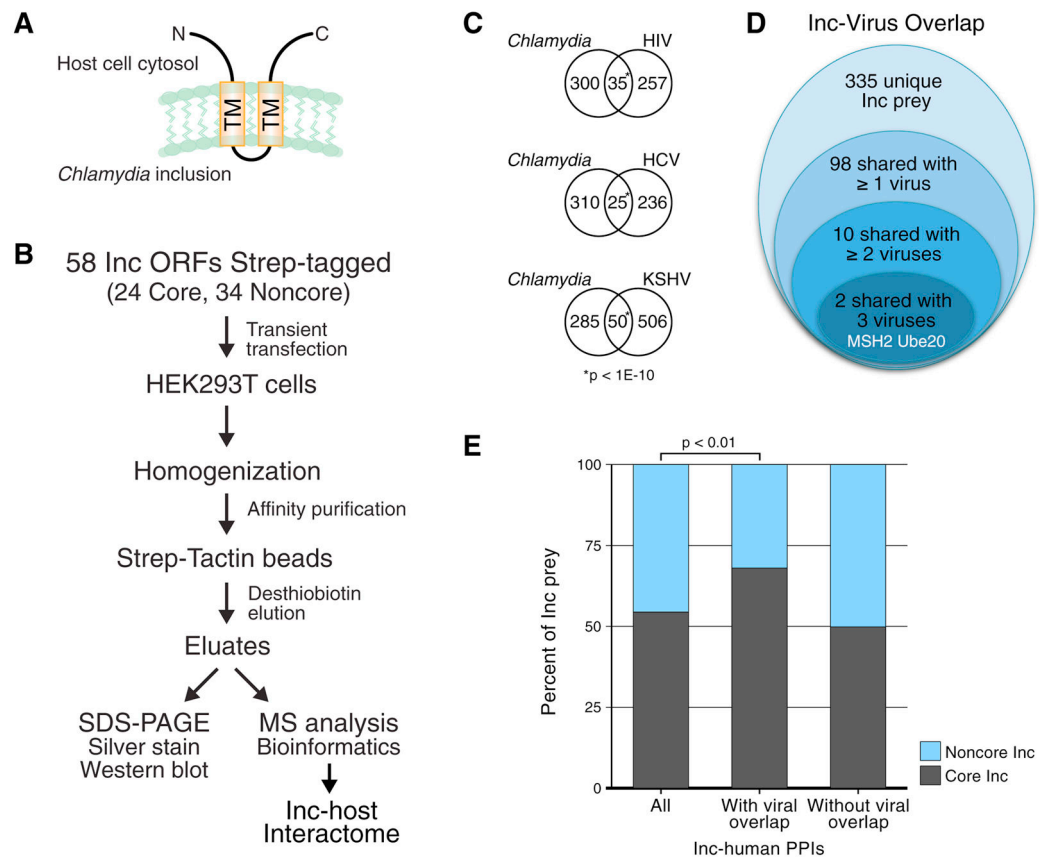 A
N
C
Host cell cytosol
TM
TM
Chlamydia inclusion
B
58 Inc ORFs Strep-tagged
(24 Core, 34 Noncore)
Transient
transfection
HEK293T cells
Homogenization
Affinity purification
Strep-Tactin beads
Desthiobiotin
elution
Eluates
SDS-PAGE
Silver stain
Western blot
MS analysis
Bioinformatics
Inc-host
Interactome
C
Chlamydia HIV
300 35* 257
Chlamydia HCV
310 25* 236
Chlamydia KSHV
285 50* 506
*p < 1E-10
D
Inc-Virus Overlap
335 unique
Inc prey
98 shared with
≥ 1 virus
10 shared with
≥ 2 viruses
2 shared with
3 viruses
MSH2 Ube20
E
p < 0.01
100
75
50
25
0
Percent of Inc prey
All
With viral
overlap
Without viral
overlap
Inc-human PPIs
Noncore Inc
Core Inc